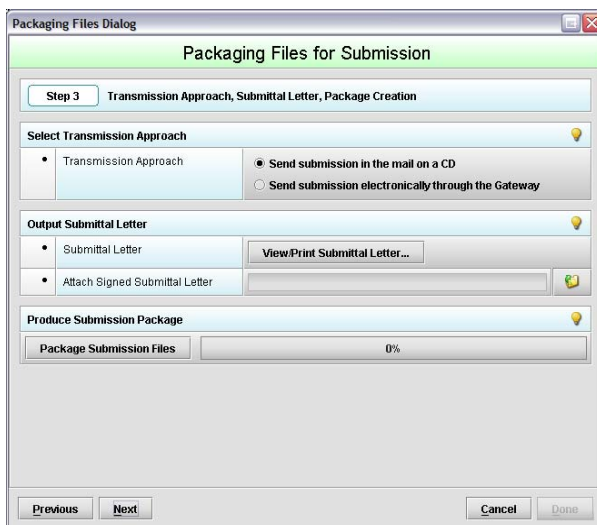 Packaging Files Dialog
Packaging Files for Submission
Step 3 Transmission Approach, Submittal Letter, Package Creation
Select Transmission Approach
• Transmission Approach
Send submission in the mail on a CD
Send submission electronically through the Gateway
Output Submittal Letter
• Submittal Letter View/Print Submittal Letter...
• Attach Signed Submittal Letter
Produce Submission Package
Package Submission Files 0%
Previous Next Cancel Done